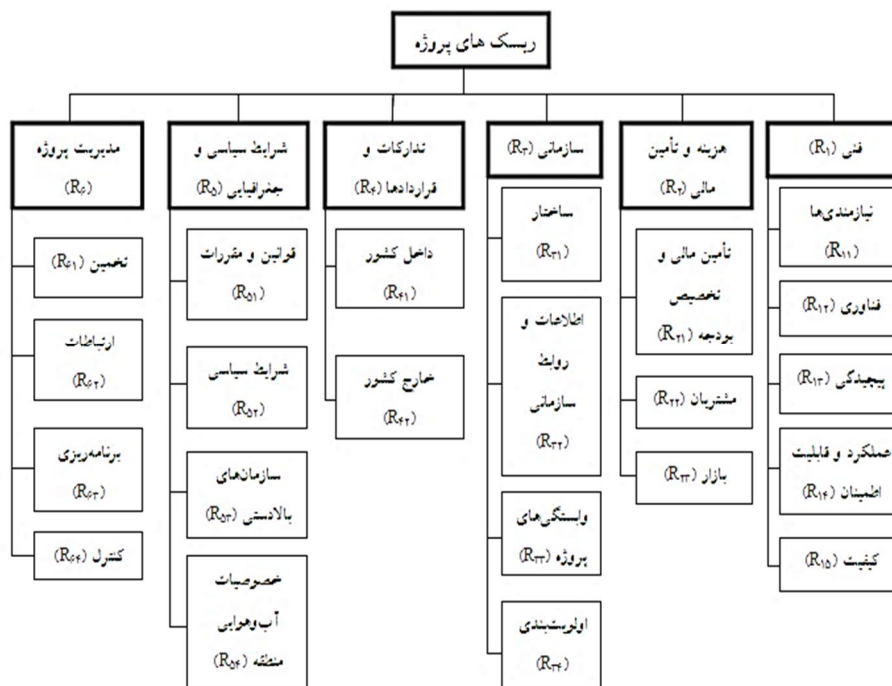 ریسک های پروژه
فنی (R۱)
نیازمندی‌ها
(R۱۱)
فناوری (R۱۲)
پیچیدگی (R۱۳)
عملکرد و قابلیت
اطمینان (R۱۴)
کیفیت (R۱۵)
هزینه و تأمین
مالی (R۲)
تأمین مالی و
تخصیص
بودجه (R۲۱)
مشتریان (R۲۲)
بازار (R۲۳)
سازمانی (R۳)
ساختار
(R۳۱)
اطلاعات و
روابط
سازمانی
(R۳۲)
وابستگی‌های
پروژه (R۳۳)
اولویت‌بندی
(R۳۴)
تدارکات و
قراردادها (R۴)
داخل کشور
(R۴۱)
خارج کشور
(R۴۲)
شرایط سیاسی و
جغرافیایی (R۵)
قوانین و مقررات
(R۵۱)
شرایط سیاسی
(R۵۲)
سازمان‌های
بالادستی (R۵۳)
خصوصیات
آب‌وهوایی
منطقه (R۵۴)
مدیریت پروژه
(R۶)
تخمین (R۶۱)
ارتباطات
(R۶۲)
برنامه‌ریزی
(R۶۳)
کنترل (R۶۴)